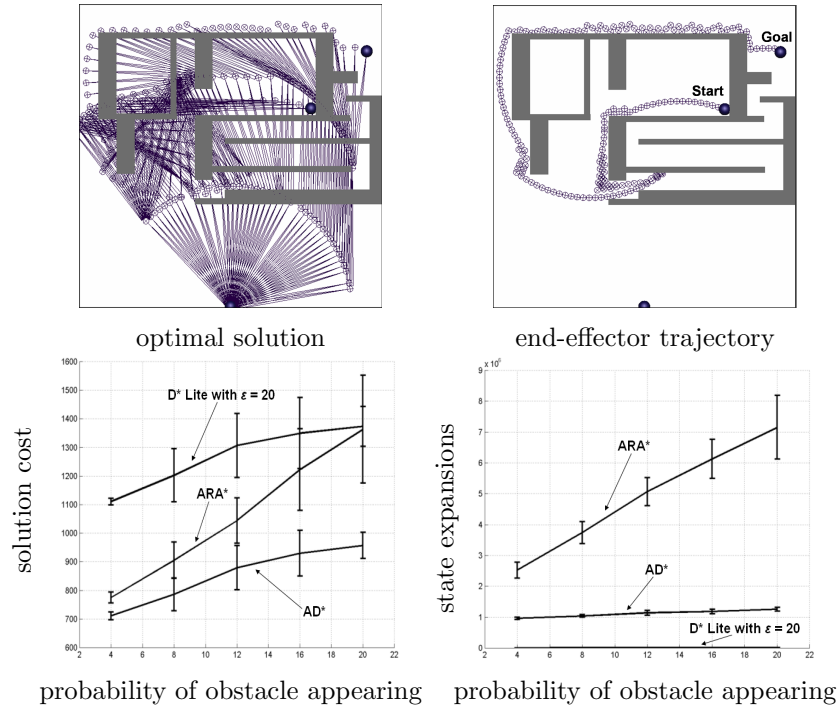 Goal
Start
optimal solution
end-effector trajectory
1600
1500
1400
1300
1200
1100
1000
900
800
700
600
2 4 6 8 10 12 14 16 18 20 22
D* Lite with ε = 20
ARA*
AD*
solution cost
probability of obstacle appearing
x 10⁵
9
8
7
6
5
4
3
2
1
0
2 4 6 8 10 12 14 16 18 20 22
ARA*
AD*
D* Lite with ε = 20
state expansions
probability of obstacle appearing